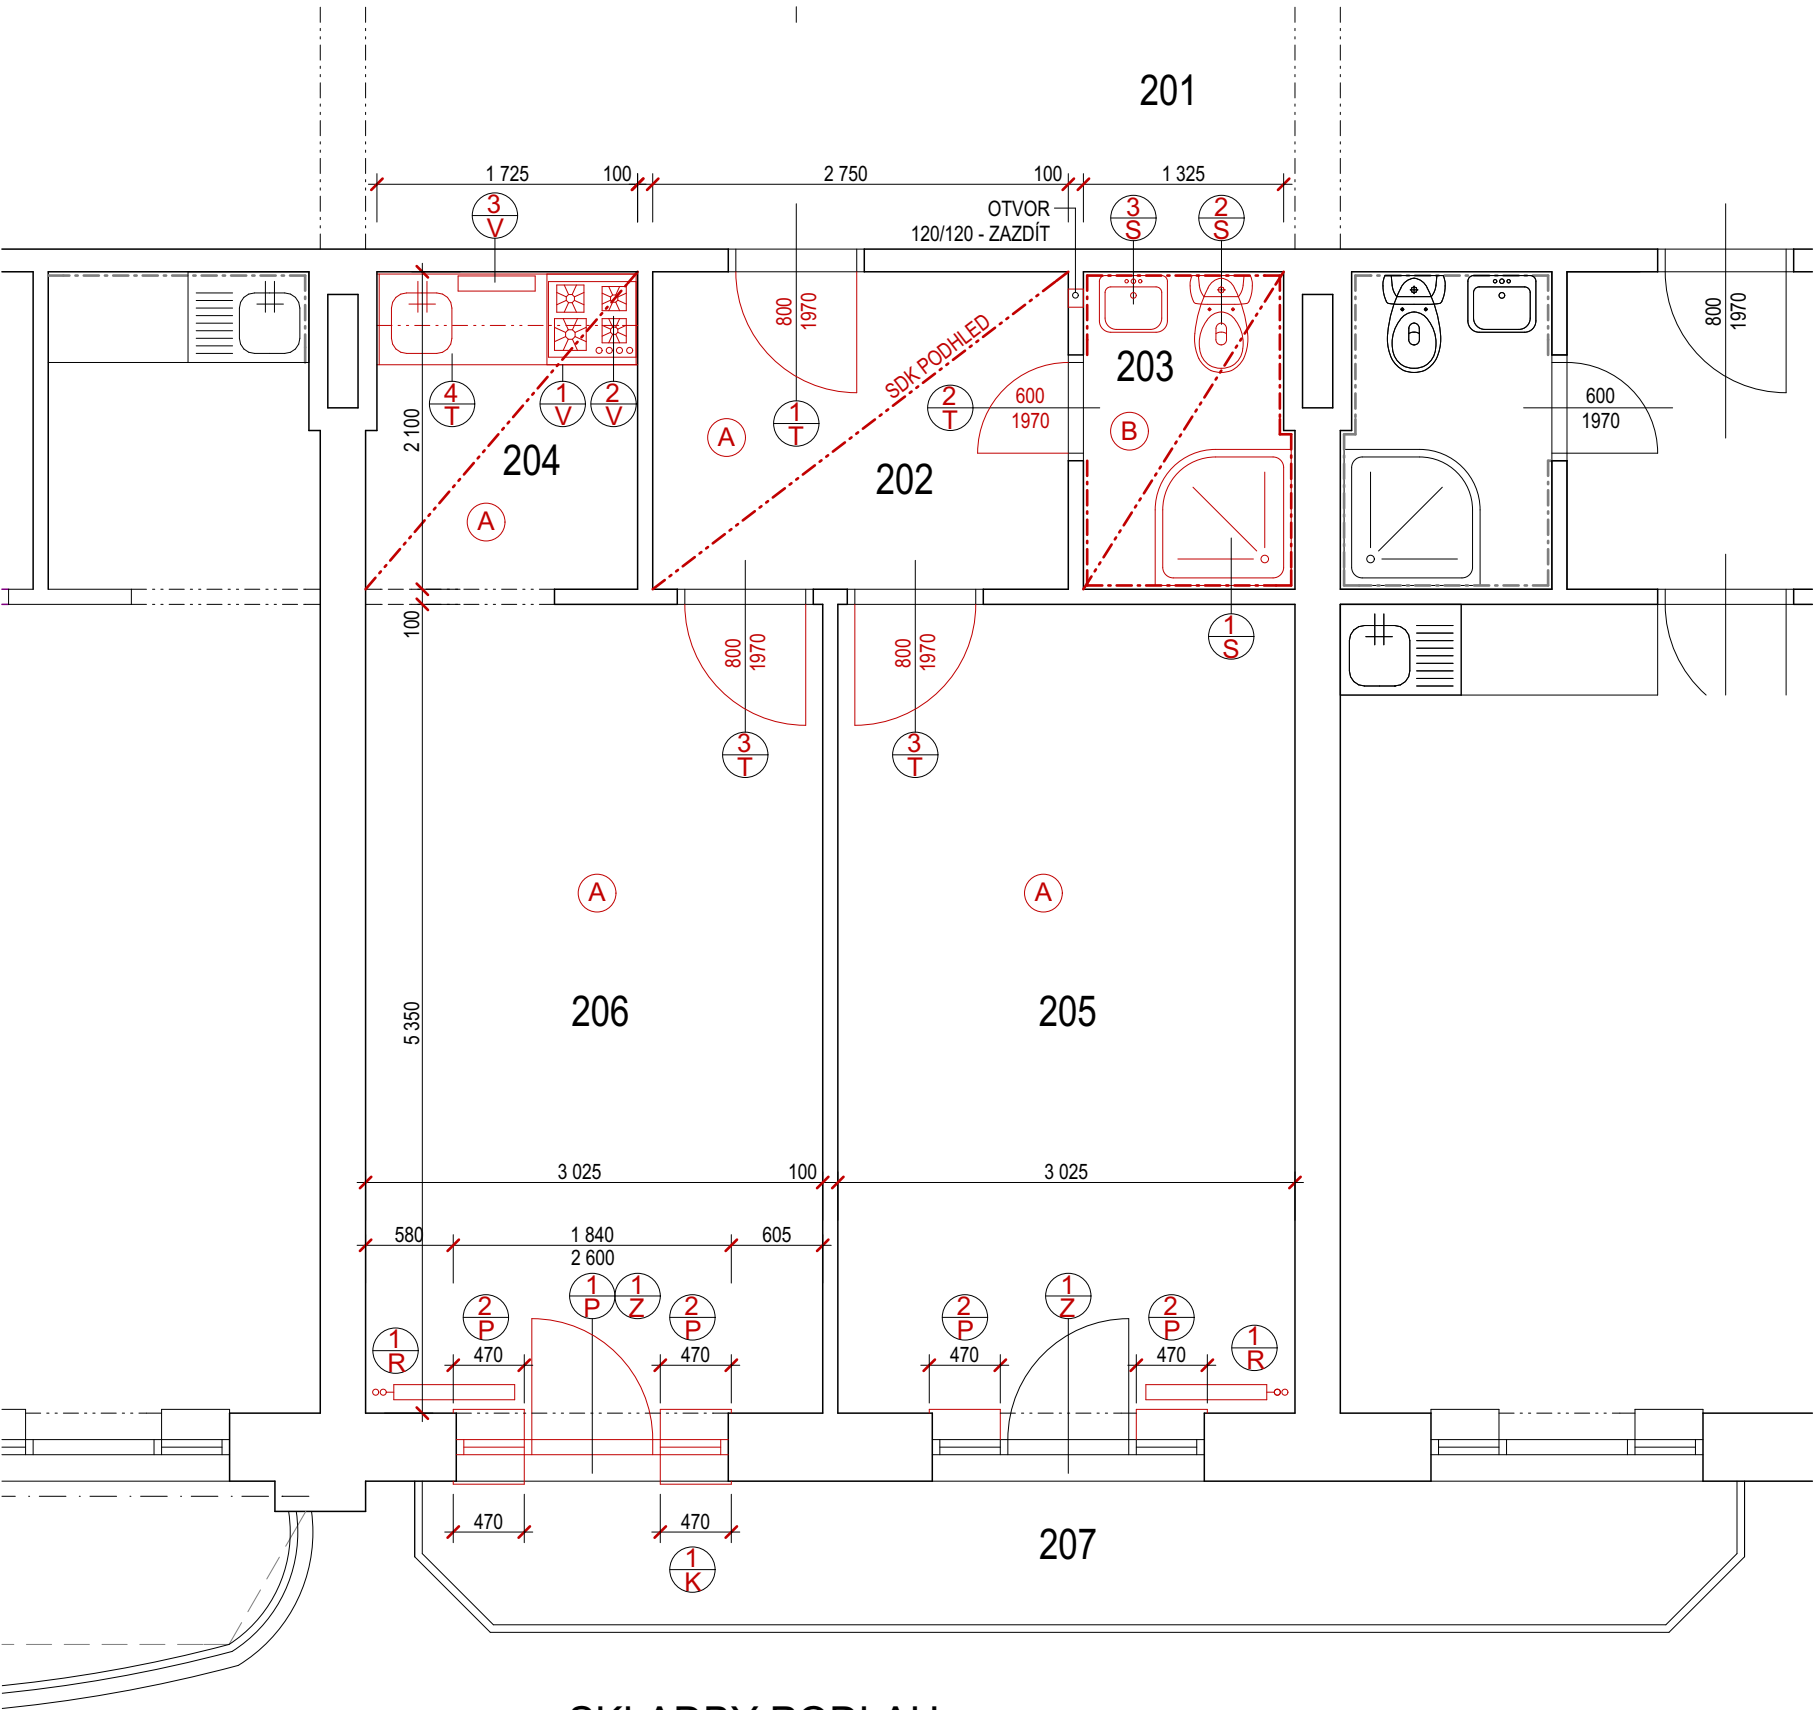 201
1 725 100 2 750 100 1 325
3 V
OTVOR
120/120 - ZAZDÍT
3 S
2 S
800
1970
800
1970
SDK PODHLED
203
4 T
1 V
2 V
2 T
600
1970
600
1970
1 T
A
B
2 100
204
202
A
100
800
1970
800
1970
1 S
3 T
3 T
A
A
206
205
5 350
3 025 100 3 025
580 1 840 605
2 600
1 P
1 Z
1 Z
2 P
2 P
2 P
2 P
1 R
1 R
470 470 470 470
470 470
207
1 K